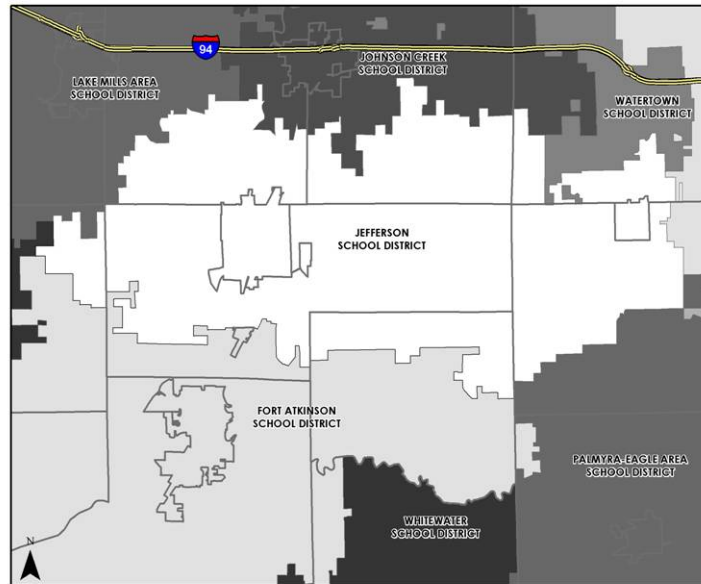 94
JOHNSON CREEK
SCHOOL DISTRICT
LAKE MILLS AREA
SCHOOL DISTRICT
WATERTOWN
SCHOOL DISTRICT
JEFFERSON
SCHOOL DISTRICT
FORT ATKINSON
SCHOOL DISTRICT
PALMYRA-EAGLE AREA
SCHOOL DISTRICT
WHITEWATER
SCHOOL DISTRICT
N